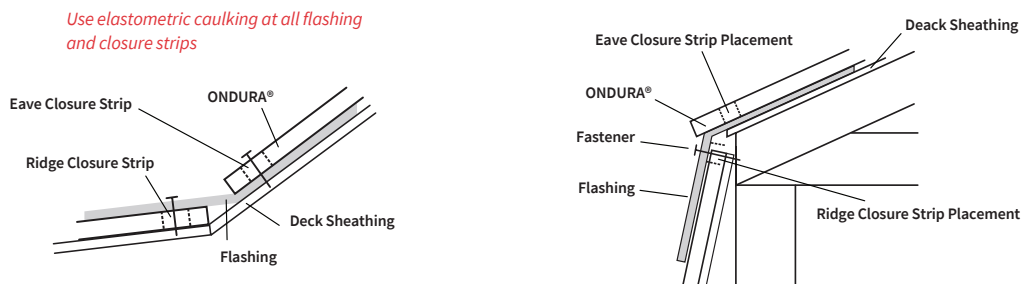 Use elastometric caulking at all flashing
and closure strips
Eave Closure Strip
ONDURA®
Ridge Closure Strip
Deck Sheathing
Flashing
Deack Sheathing
Eave Closure Strip Placement
ONDURA®
Fastener
Flashing
Ridge Closure Strip Placement